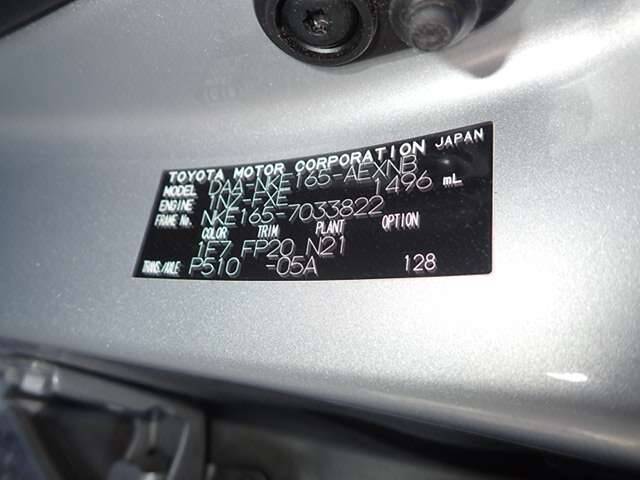 TOYOTA MOTOR CORPORATION JAPAN
MODEL DAA-NKE165-AEXNB
ENGINE 1NZ-FXE 1496 mL
FRAME No. NKE165-7033822
COLOR TRIM PLANT OPTION
1F7 FP20 N21
TRANS/AXLE P510 -05A 128